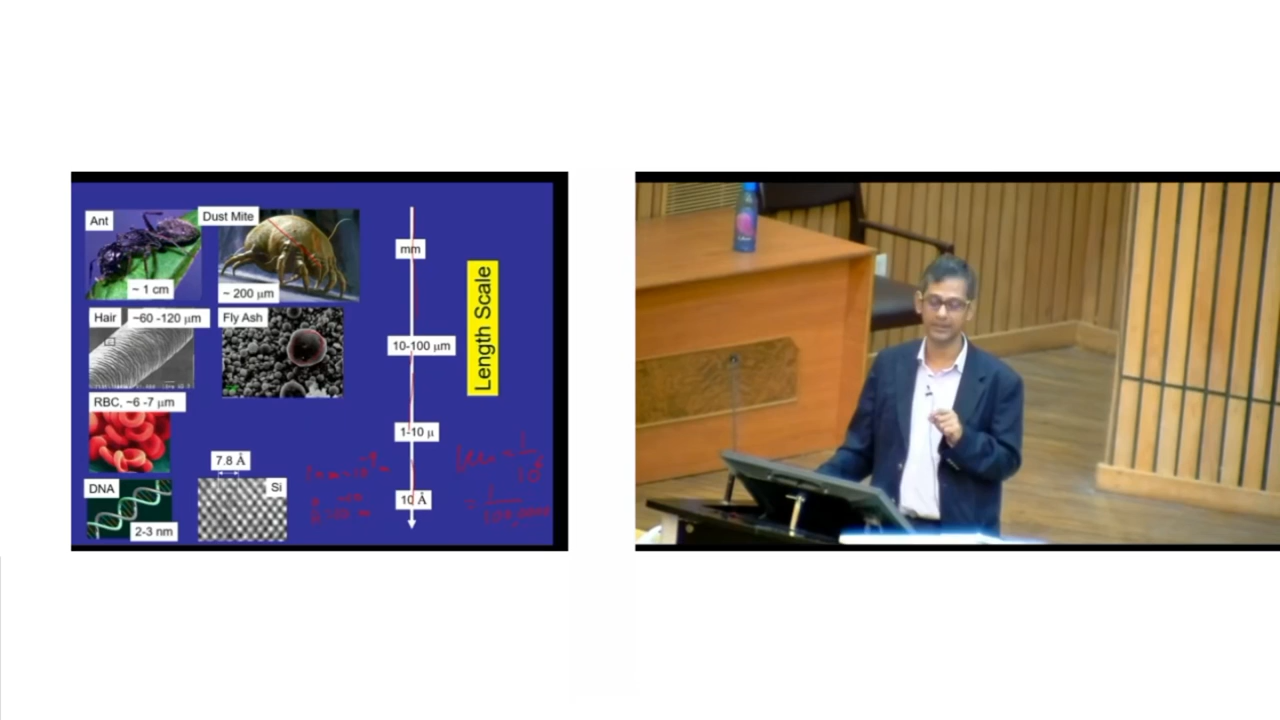 Ant
Dust Mite
~ 1 cm
~ 200 μm
mm
Hair
~60 -120 μm
Fly Ash
10-100 μm
Length Scale
RBC, ~6 -7 μm
1-10 μ
7.8 Å
Si
10 Å
DNA
2-3 nm